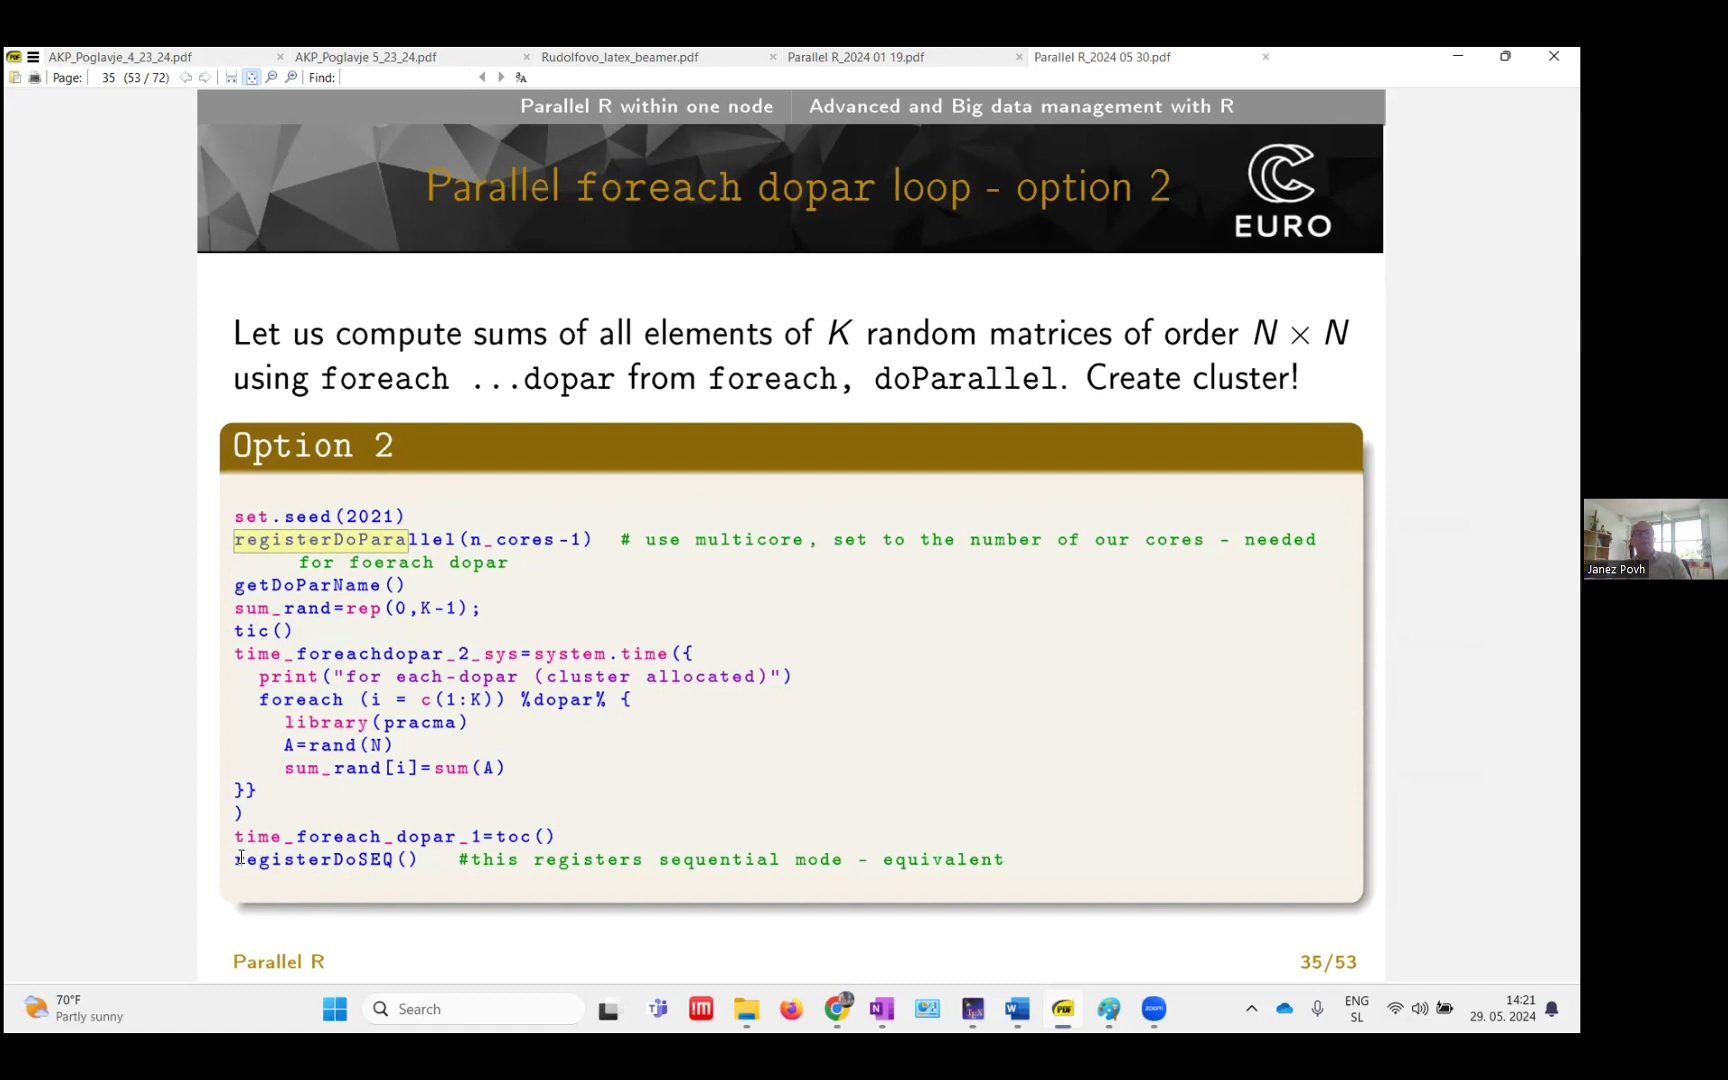 AKP_Poglavje_4_23_24.pdf
AKP_Poglavje 5_23_24.pdf
Rudolfovo_latex_beamer.pdf
Parallel R_2024 01 19.pdf
Parallel R_2024 05 30.pdf
Page: 35 (53 / 72) Find:
Parallel R within one node Advanced and Big data management with R
Parallel foreach dopar loop - option 2
EURO
Let us compute sums of all elements of K random matrices of order N × N
using foreach ...dopar from foreach, doParallel. Create cluster!
Option 2
set.seed(2021)
registerDoParallel(n_cores-1) # use multicore, set to the number of our cores - needed
for foerach dopar
getDoParName()
sum_rand=rep(0,K-1);
tic()
time_foreachdopar_2_sys=system.time({
print("for each-dopar (cluster allocated)")
foreach (i = c(1:K)) %dopar% {
library(pracma)
A=rand(N)
sum_rand[i]=sum(A)
}}
)
time_foreach_dopar_1=toc()
registerDoSEQ() #this registers sequential mode - equivalent
Parallel R 35/53
Janez Povh
70°F
Partly sunny
Search
ENG
SL
14:21
29. 05. 2024